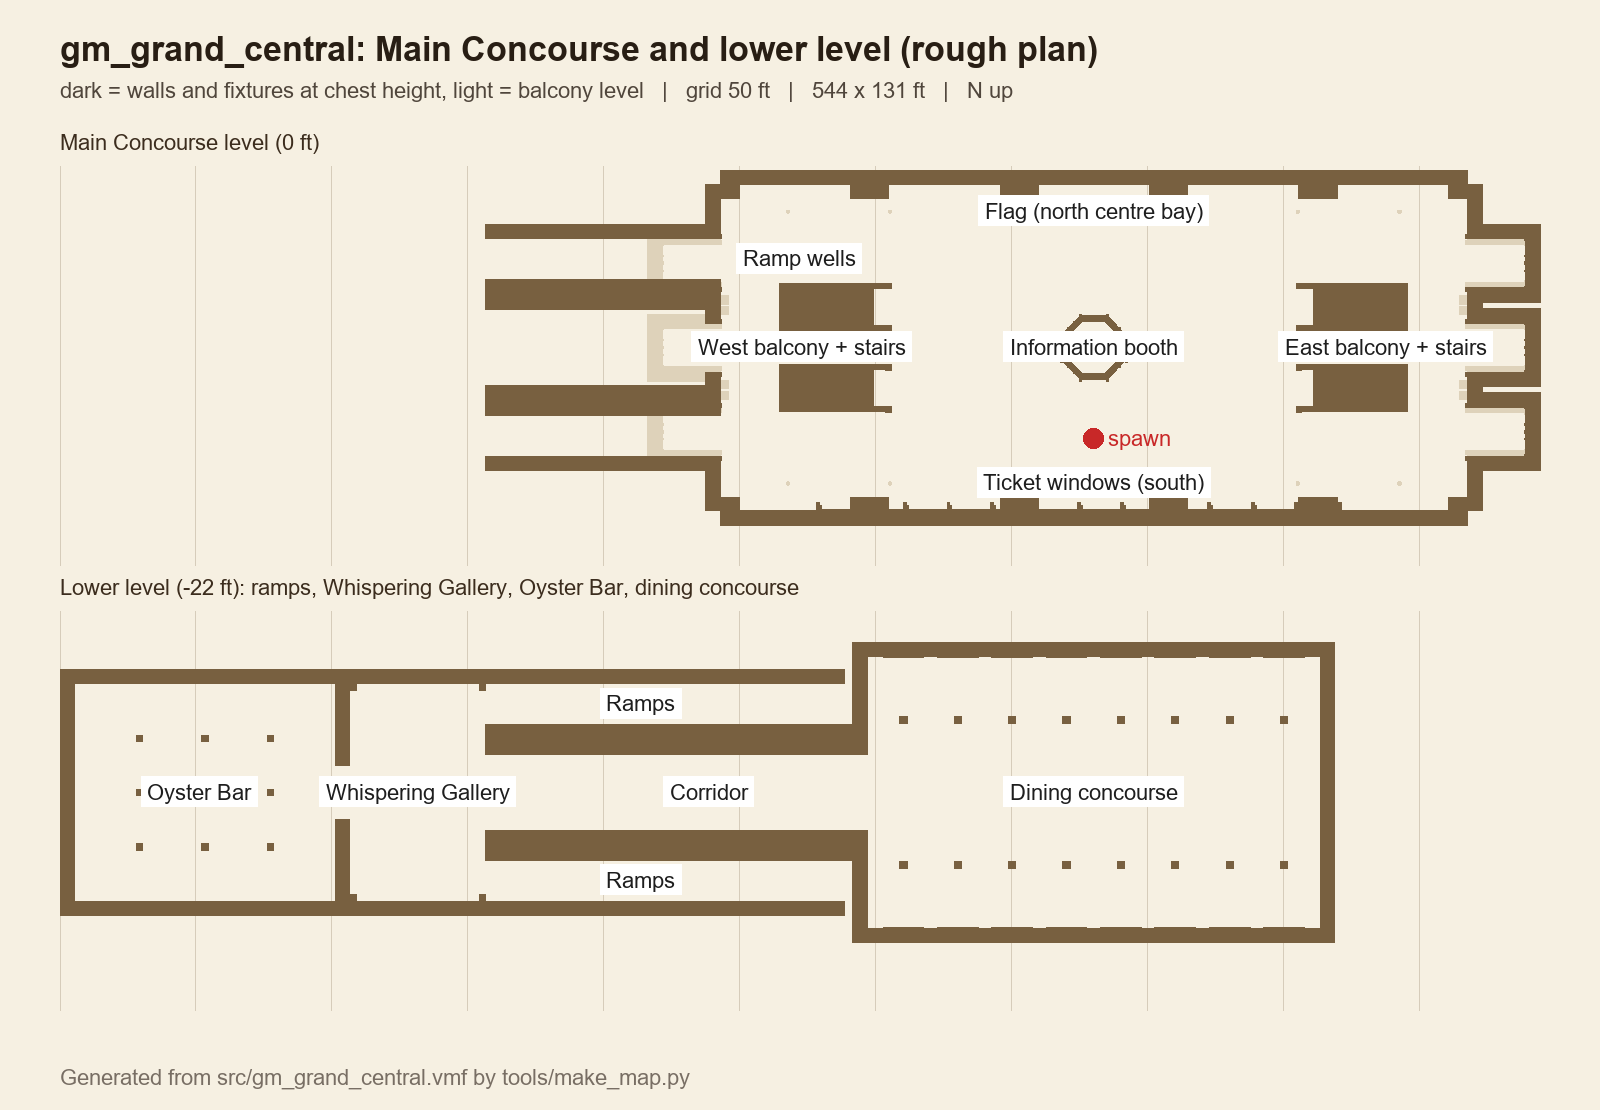 gm_grand_central: Main Concourse and lower level (rough plan)
dark = walls and fixtures at chest height, light = balcony level | grid 50 ft | 544 x 131 ft | N up
Main Concourse level (0 ft)
Flag (north centre bay)
Ramp wells
West balcony + stairs
Information booth
East balcony + stairs
spawn
Ticket windows (south)
Lower level (-22 ft): ramps, Whispering Gallery, Oyster Bar, dining concourse
Ramps
Oyster Bar
Whispering Gallery
Corridor
Dining concourse
Ramps
Generated from src/gm_grand_central.vmf by tools/make_map.py